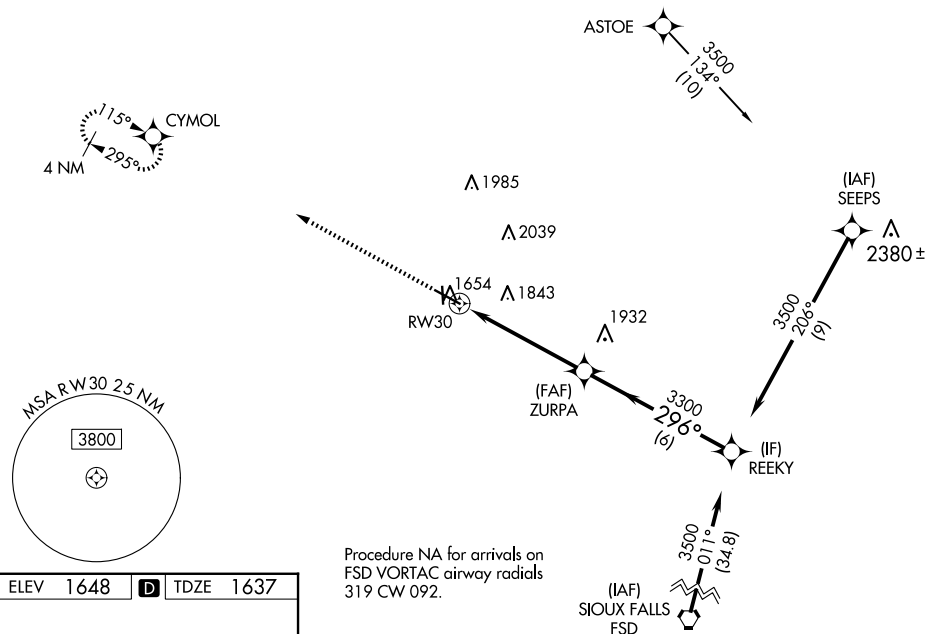 ASTOE
3500
134°
(10)
115°
CYMOL
295°
4 NM
1985
(IAF)
SEEPS
2039
2380 ±
1654
1843
RW30
1932
3500
206°
(9)
(FAF)
ZURPA
3300
296°
(6)
(IF)
REEKY
MSA RW30 25 NM
3800
3500
011°
(34.8)
Procedure NA for arrivals on
FSD VORTAC airway radials
319 CW 092.
(IAF)
SIOUX FALLS
FSD
ELEV 1648 D TDZE 1637